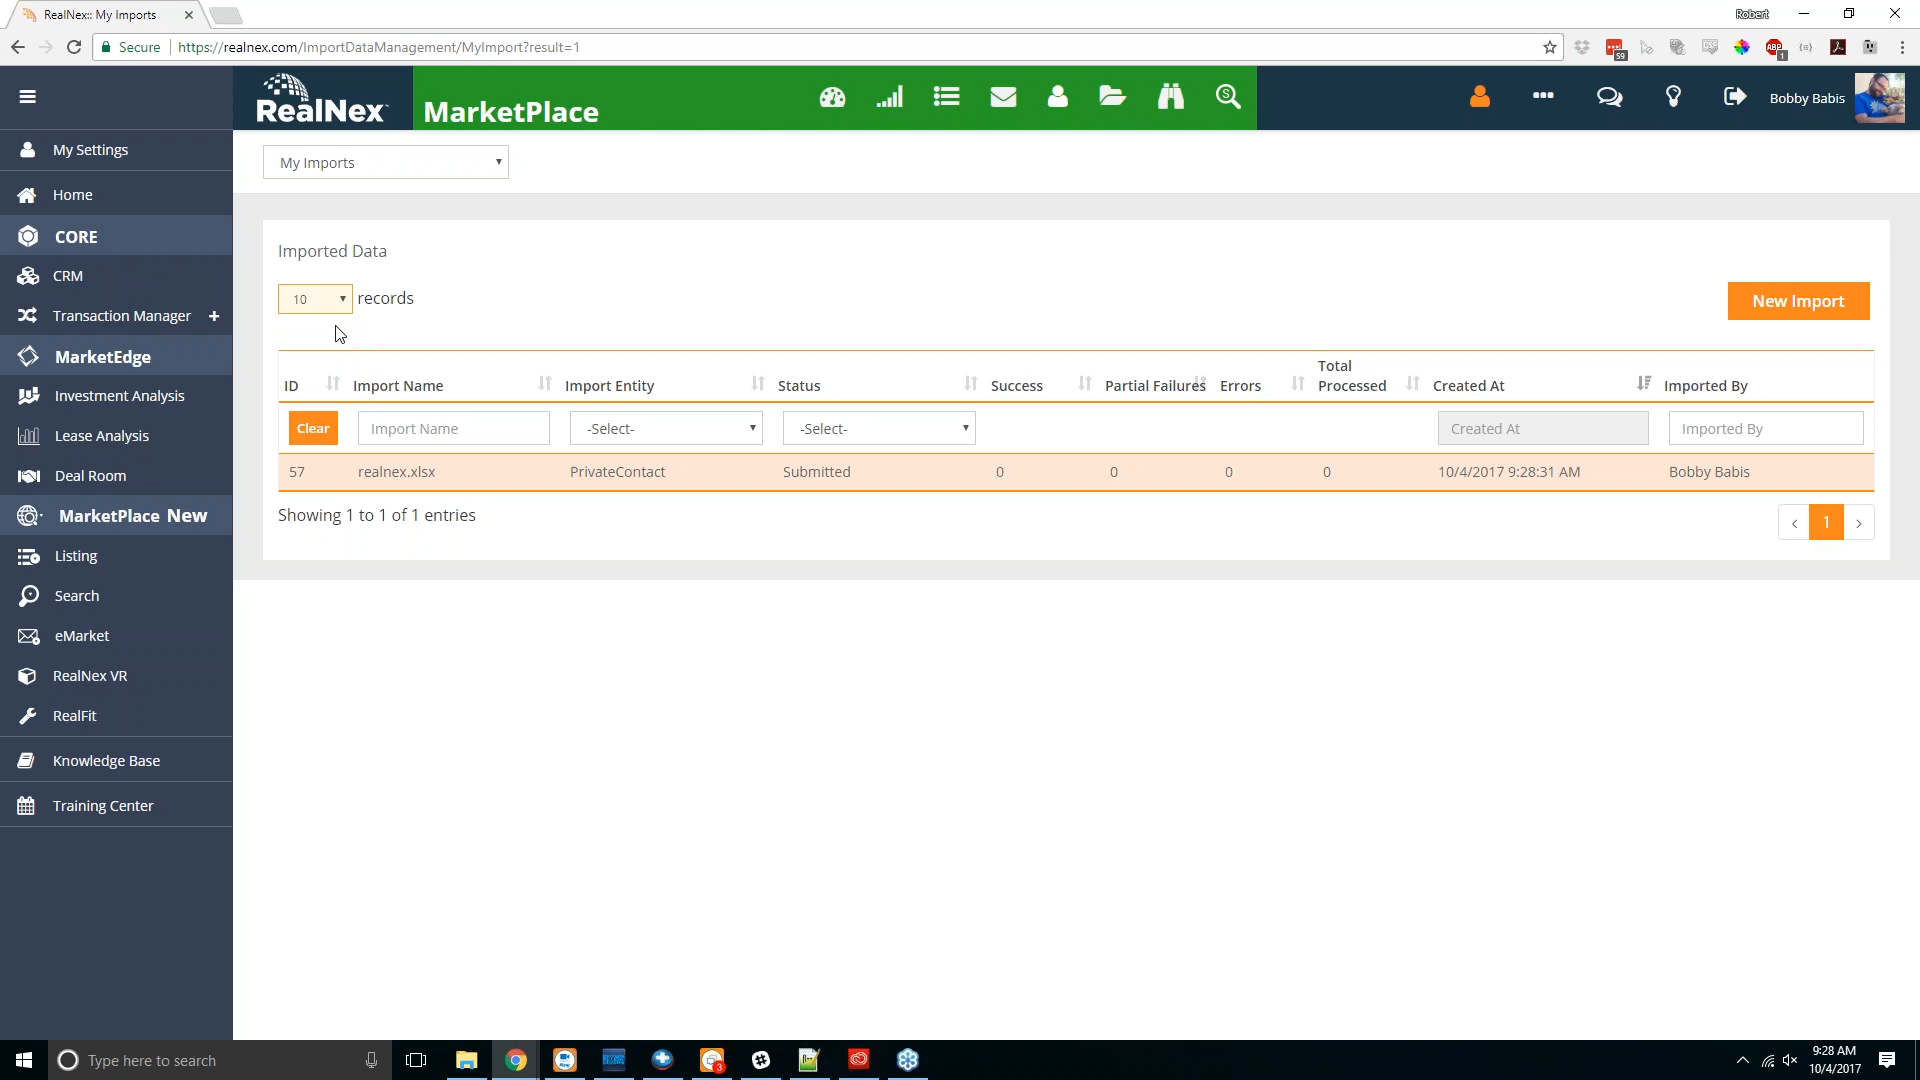 RealNex:: My Imports
Robert
Secure
https://realnex.com/ImportDataManagement/MyImport?result=1
59
ABP
1
RealNex
MarketPlace
Bobby Babis
My Settings
Home
CORE
CRM
Transaction Manager +
MarketEdge
Investment Analysis
Lease Analysis
Deal Room
MarketPlace New
Listing
Search
eMarket
RealNex VR
RealFit
Knowledge Base
Training Center
My Imports
Imported Data
10 records
New Import
ID Import Name Import Entity Status Success Partial Failures Errors Total Processed Created At Imported By
Clear Import Name -Select- -Select- Created At Imported By
57 realnex.xlsx PrivateContact Submitted 0 0 0 0 10/4/2017 9:28:31 AM Bobby Babis
Showing 1 to 1 of 1 entries
‹ 1 ›
Type here to search
3
9:28 AM
10/4/2017